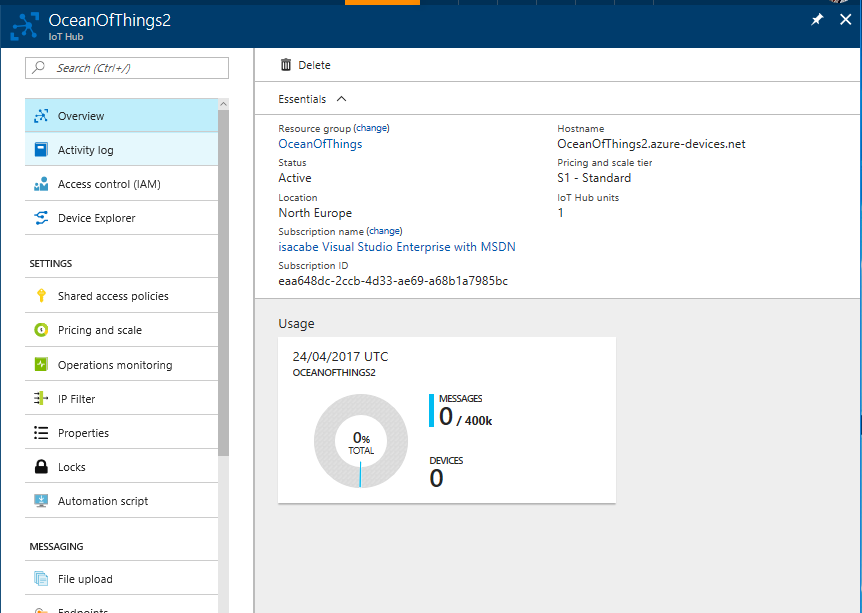 OceanOfThings2
IoT Hub
Search (Ctrl+/)
Overview
Activity log
Access control (IAM)
Device Explorer
SETTINGS
Shared access policies
Pricing and scale
Operations monitoring
IP Filter
Properties
Locks
Automation script
MESSAGING
File upload
Endpoints
Delete
Essentials
Resource group (change)
OceanOfThings
Status
Active
Location
North Europe
Subscription name (change)
isacabe Visual Studio Enterprise with MSDN
Subscription ID
eaa648dc-2ccb-4d33-ae69-a68b1a7985bc
Hostname
OceanOfThings2.azure-devices.net
Pricing and scale tier
S1 - Standard
IoT Hub units
1
Usage
24/04/2017 UTC
OCEANOFTHINGS2
0%
TOTAL
MESSAGES
0 / 400k
DEVICES
0